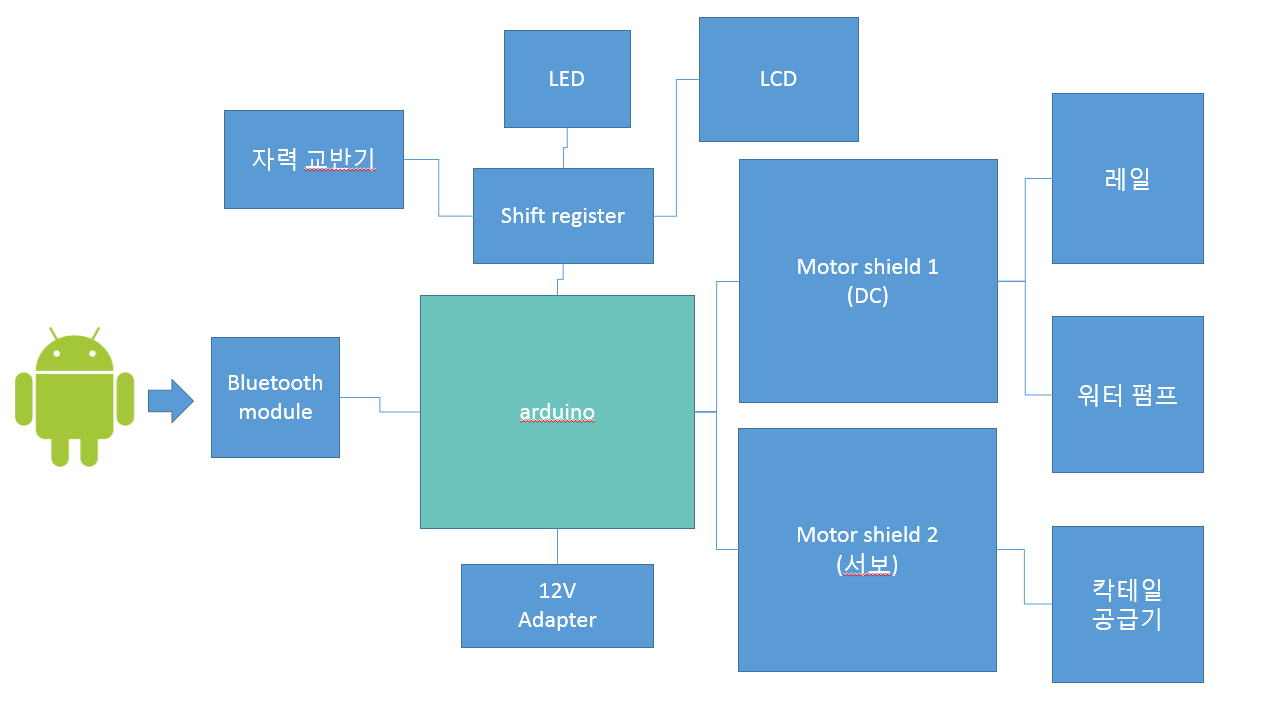 LED
LCD
자력 교반기
Shift register
레일
Motor shield 1
(DC)
Bluetooth
module
arduino
워터 펌프
Motor shield 2
(서보)
12V
Adapter
칵테일
공급기